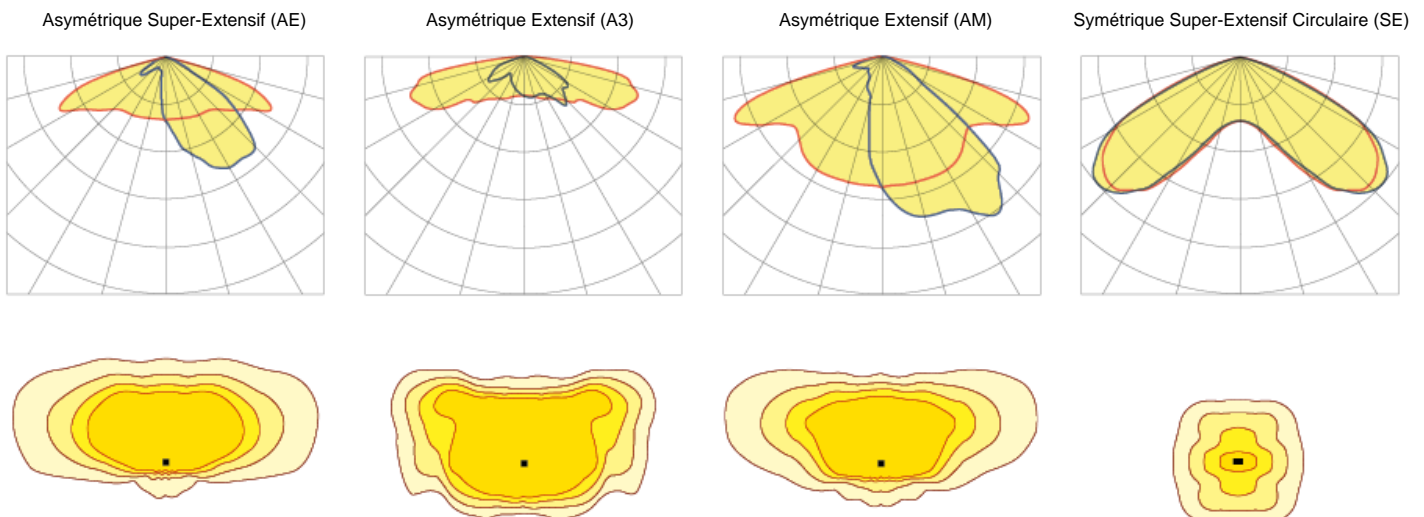 Asymétrique Super-Extensif (AE)
Asymétrique Extensif (A3)
Asymétrique Extensif (AM)
Symétrique Super-Extensif Circulaire (SE)